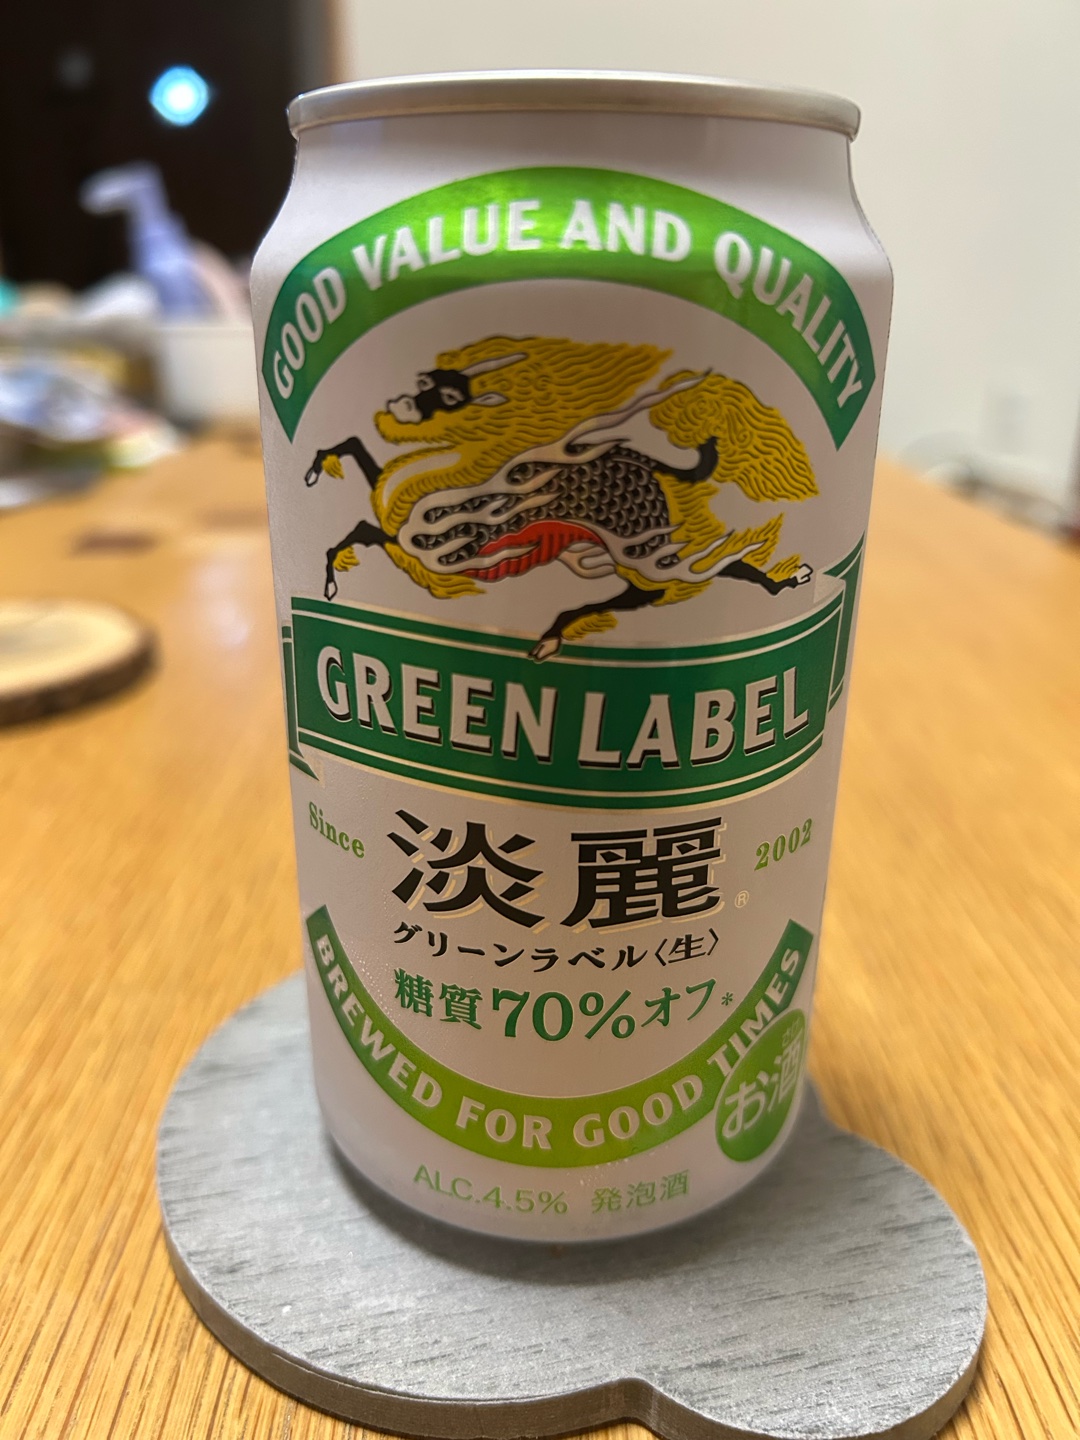 GOOD VALUE AND QUALITY
GREEN LABEL
Since 2002
淡麗®
グリーンラベル〈生〉
糖質70%オフ*
BREWED FOR GOOD TIMES
お酒
ALC.4.5% 発泡酒